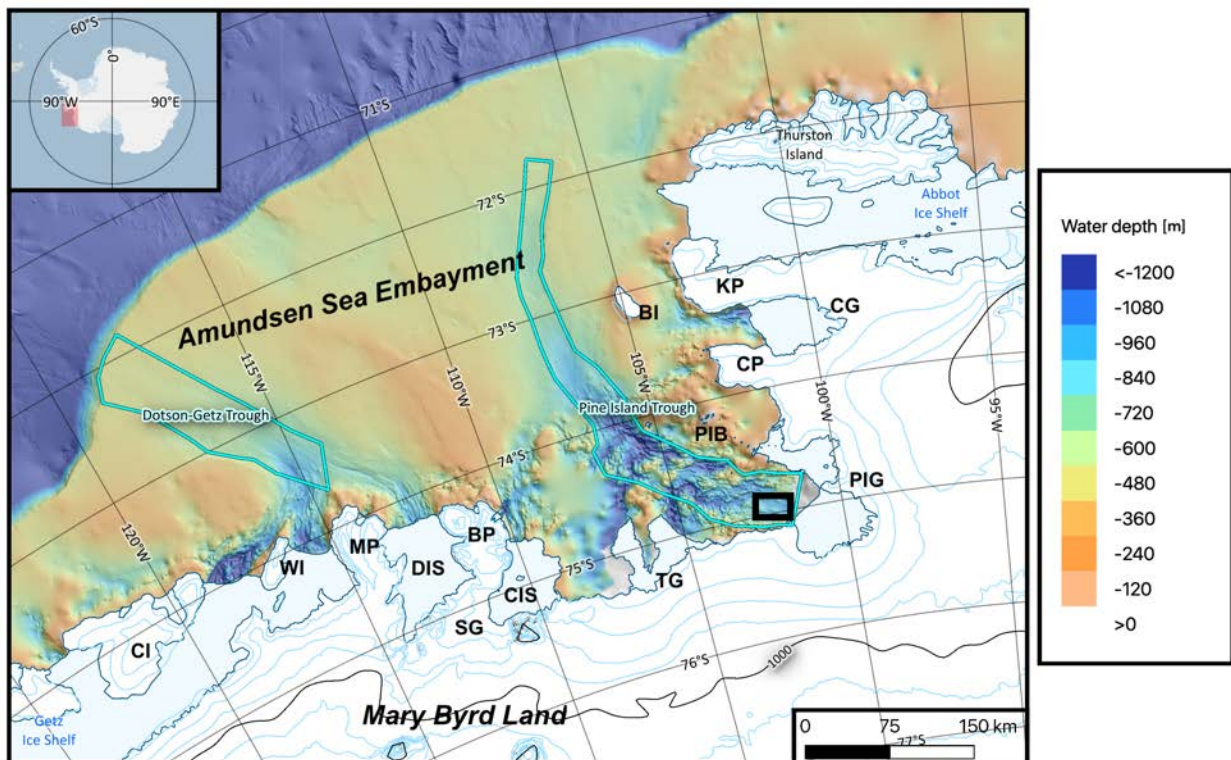 60°S
0°
90°W
90°E
71°S
Thurston
Island
Abbot
Ice Shelf
72°S
Amundsen Sea Embayment
KP
BI
CG
73°S
115°W
110°W
105°W
CP
100°W
95°W
Dotson-Getz Trough
Pine Island Trough
PIB
74°S
PIG
120°W
MP
BP
WI
DIS
75°S
TG
CIS
SG
CI
76°S
1000
Getz
Ice Shelf
Mary Byrd Land
0 75 150 km
77°S
Water depth [m]
<-1200
-1080
-960
-840
-720
-600
-480
-360
-240
-120
>0